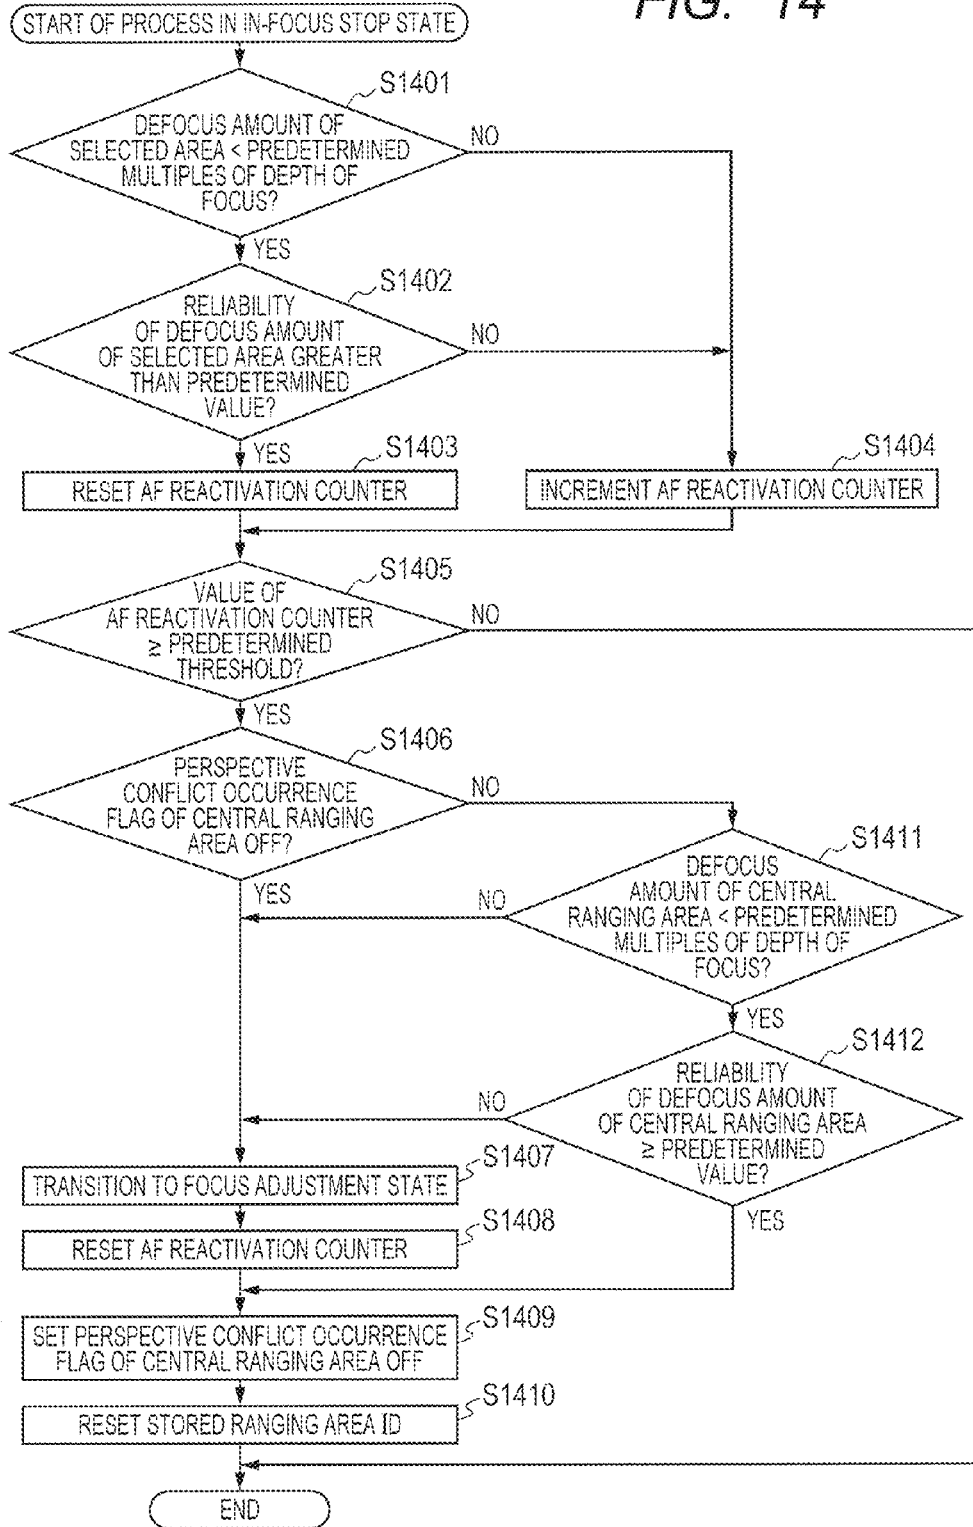 FIG. 14
START OF PROCESS IN IN-FOCUS STOP STATE
S1401
DEFOCUS AMOUNT OF
SELECTED AREA < PREDETERMINED
MULTIPLES OF DEPTH OF
FOCUS?
NO
YES
S1402
RELIABILITY
OF DEFOCUS AMOUNT
OF SELECTED AREA GREATER
THAN PREDETERMINED
VALUE?
NO
YES
S1403
RESET AF REACTIVATION COUNTER
S1404
INCREMENT AF REACTIVATION COUNTER
S1405
VALUE OF
AF REACTIVATION COUNTER
≥ PREDETERMINED
THRESHOLD?
NO
YES
S1406
PERSPECTIVE
CONFLICT OCCURRENCE
FLAG OF CENTRAL RANGING
AREA OFF?
NO
YES
S1411
DEFOCUS
AMOUNT OF CENTRAL
RANGING AREA < PREDETERMINED
MULTIPLES OF DEPTH OF
FOCUS?
NO
YES
S1412
RELIABILITY
OF DEFOCUS AMOUNT
OF CENTRAL RANGING AREA
≥ PREDETERMINED
VALUE?
NO
YES
S1407
TRANSITION TO FOCUS ADJUSTMENT STATE
S1408
RESET AF REACTIVATION COUNTER
S1409
SET PERSPECTIVE CONFLICT OCCURRENCE
FLAG OF CENTRAL RANGING AREA OFF
S1410
RESET STORED RANGING AREA ID
END